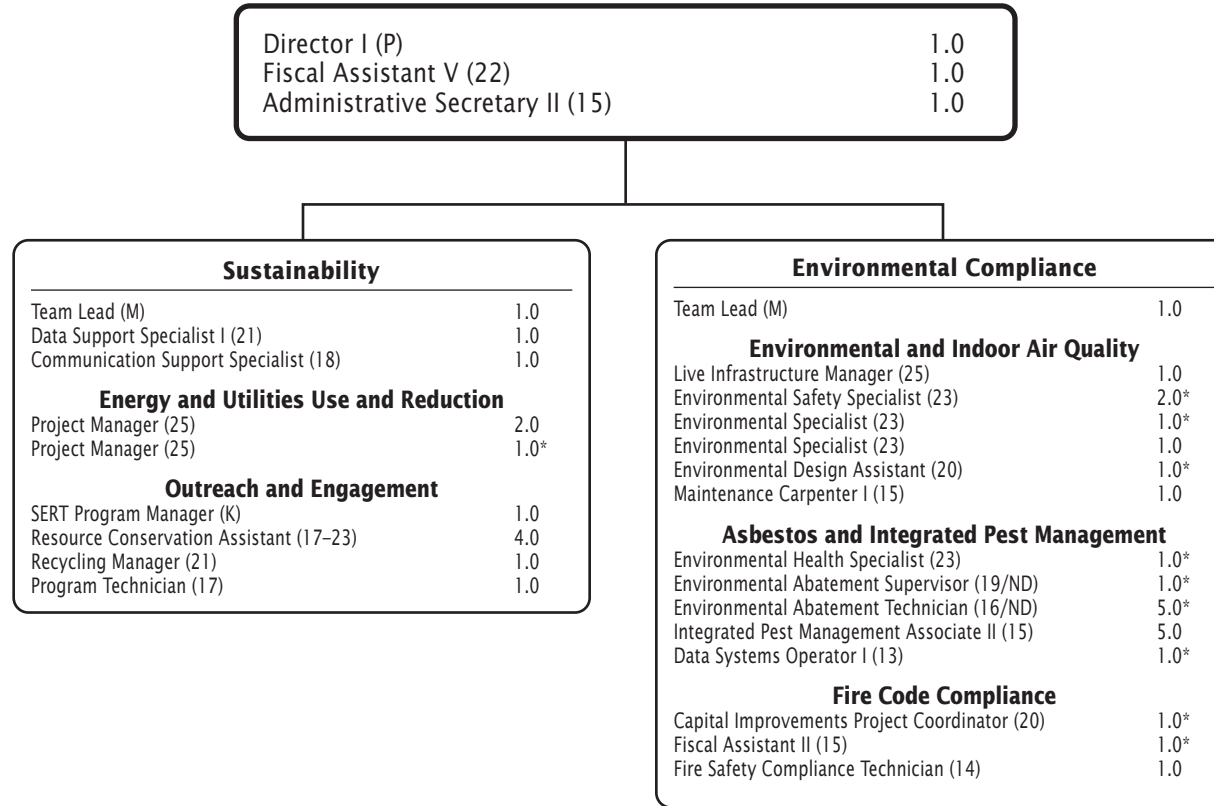 Director I (P) 1.0
Fiscal Assistant V (22) 1.0
Administrative Secretary II (15) 1.0
Sustainability
Team Lead (M) 1.0
Data Support Specialist I (21) 1.0
Communication Support Specialist (18) 1.0
Energy and Utilities Use and Reduction
Project Manager (25) 2.0
Project Manager (25) 1.0*
Outreach and Engagement
SERT Program Manager (K) 1.0
Resource Conservation Assistant (17–23) 4.0
Recycling Manager (21) 1.0
Program Technician (17) 1.0
Environmental Compliance
Team Lead (M) 1.0
Environmental and Indoor Air Quality
Live Infrastructure Manager (25) 1.0
Environmental Safety Specialist (23) 2.0*
Environmental Specialist (23) 1.0*
Environmental Specialist (23) 1.0
Environmental Design Assistant (20) 1.0*
Maintenance Carpenter I (15) 1.0
Asbestos and Integrated Pest Management
Environmental Health Specialist (23) 1.0*
Environmental Abatement Supervisor (19/ND) 1.0*
Environmental Abatement Technician (16/ND) 5.0*
Integrated Pest Management Associate II (15) 5.0
Data Systems Operator I (13) 1.0*
Fire Code Compliance
Capital Improvements Project Coordinator (20) 1.0*
Fiscal Assistant II (15) 1.0*
Fire Safety Compliance Technician (14) 1.0